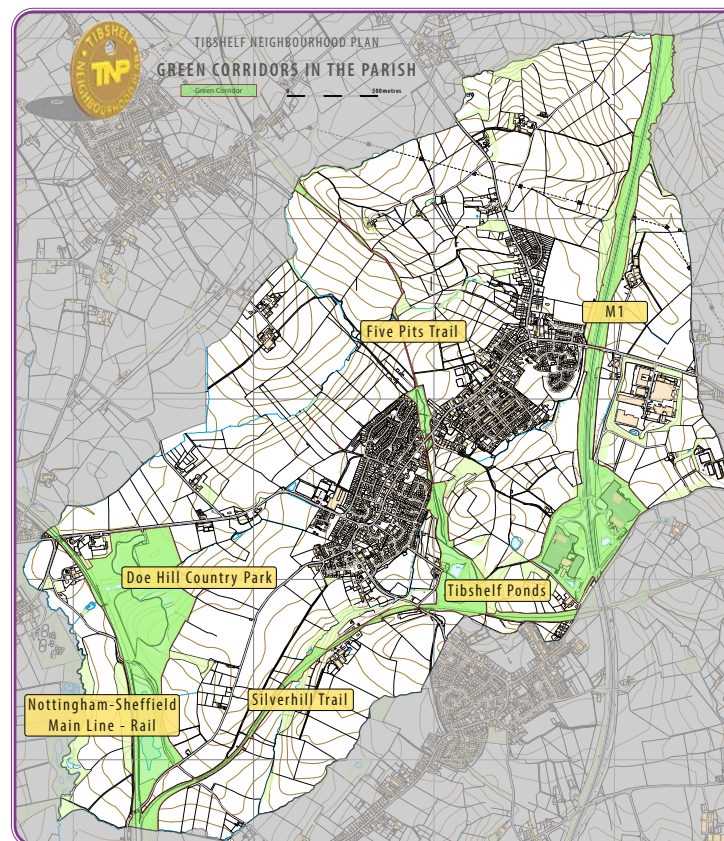 TIBSHELF
TNP
NEIGHBOURHOOD
TIBSHELF NEIGHBOURHOOD PLAN
GREEN CORRIDORS IN THE PARISH
Green Corridor
0 500metres
M1
Five Pits Trail
Doe Hill Country Park
Tibshelf Ponds
Nottingham-Sheffield
Main Line - Rail
Silverhill Trail